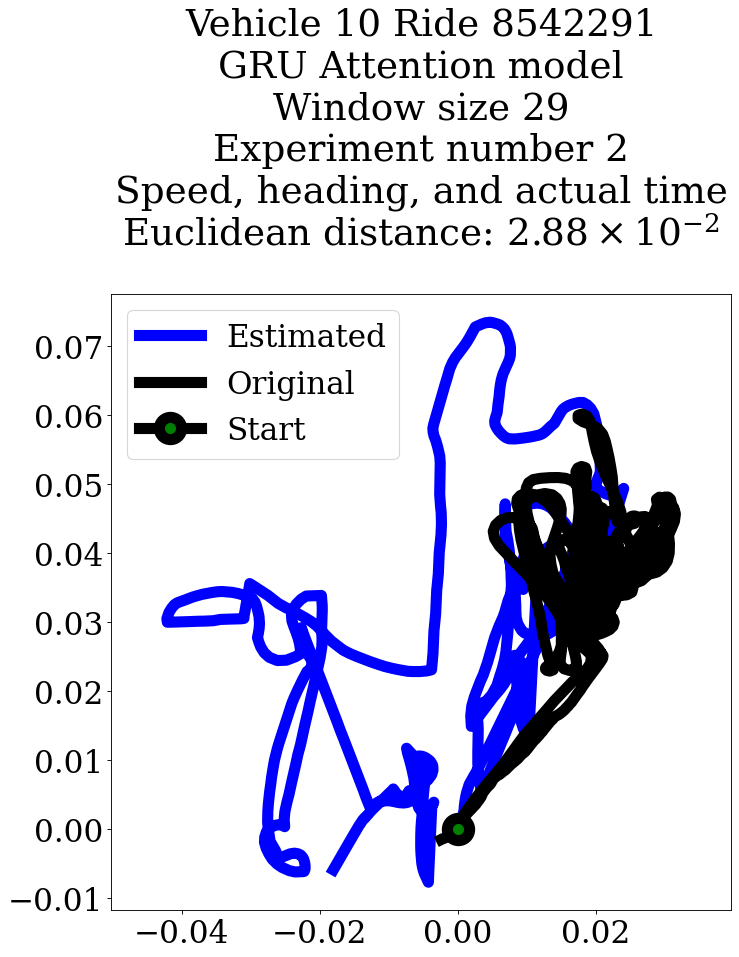 Vehicle 10 Ride 8542291
GRU Attention model
Window size 29
Experiment number 2
Speed, heading, and actual time
Euclidean distance: 2.88 × 10⁻²
Estimated
Original
Start
0.07
0.06
0.05
0.04
0.03
0.02
0.01
0.00
−0.01
−0.04 −0.02 0.00 0.02